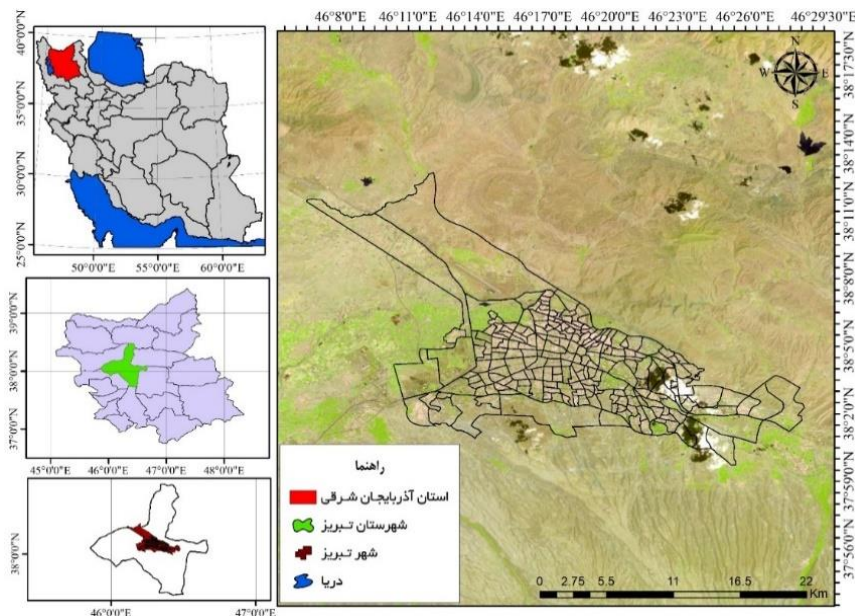 46°8'0"E 46°11'0"E 46°14'0"E 46°17'0"E 46°20'0"E 46°23'0"E 46°26'0"E 46°29'30"E
40°0'0"N
35°0'0"N
30°0'0"N
25°0'0"N
50°0'0"E 55°0'0"E 60°0'0"E
39°0'0"N
38°0'0"N
37°0'0"N
45°0'0"E 46°0'0"E 47°0'0"E 48°0'0"E
38°0'0"N
46°0'0"E 47°0'0"E
N
W E
S
38°17'30"N
38°14'0"N
38°11'0"N
38°8'0"N
38°5'0"N
38°2'0"N
37°59'0"N
37°56'0"N
راهنما
استان آذربایجان شرقی
شهرستان تبریز
شهر تبریز
دریا
0 2.75 5.5 11 16.5 22
Km